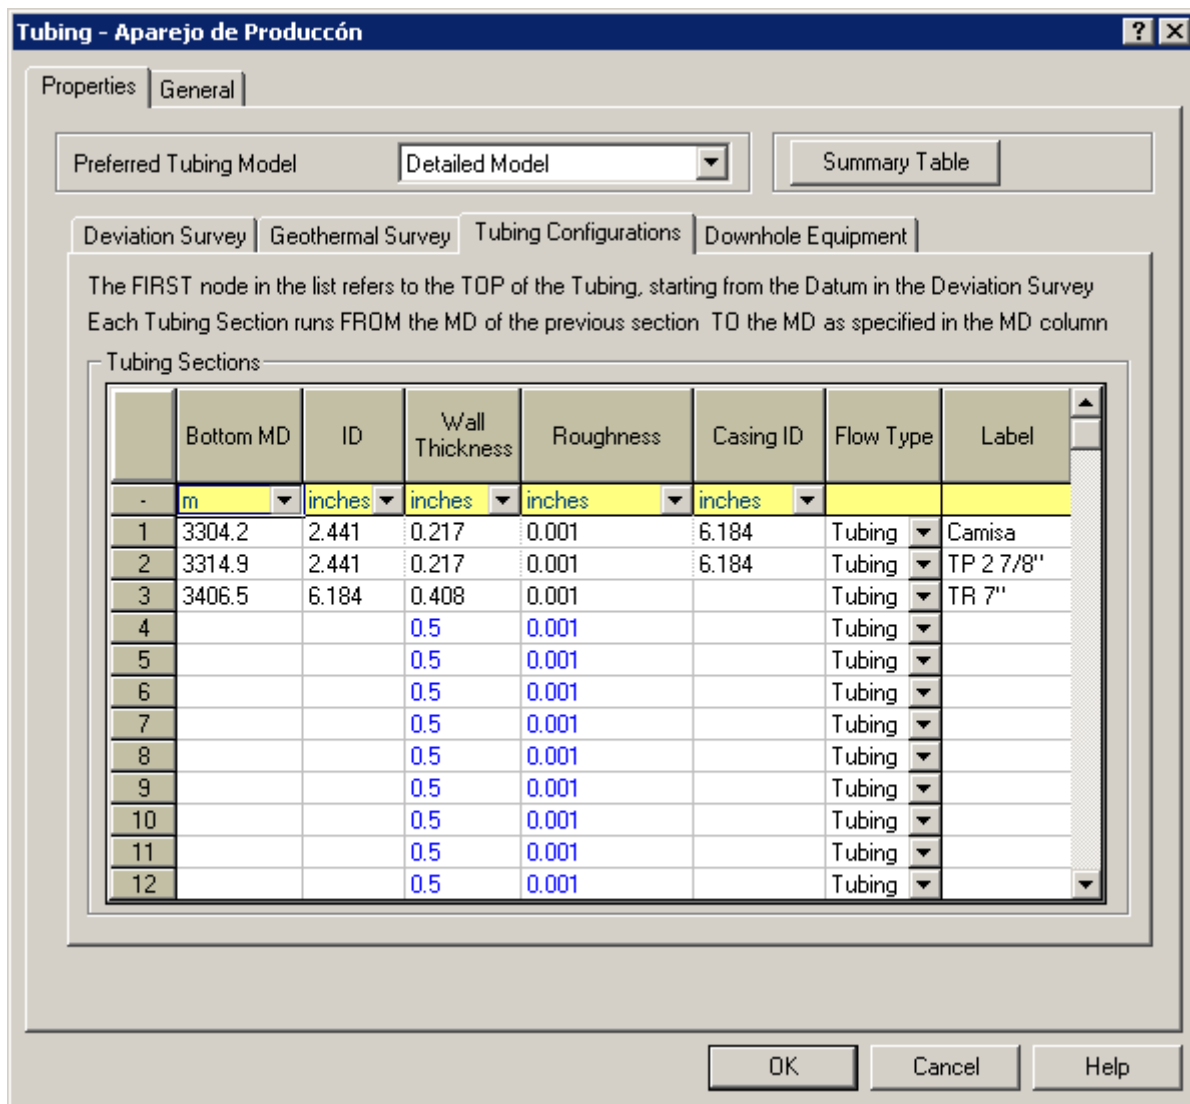 Tubing - Aparejo de Produccón
Properties General
Preferred Tubing Model Detailed Model Summary Table
Deviation Survey Geothermal Survey Tubing Configurations Downhole Equipment
The FIRST node in the list refers to the TOP of the Tubing, starting from the Datum in the Deviation Survey
Each Tubing Section runs FROM the MD of the previous section TO the MD as specified in the MD column
Tubing Sections
Bottom MD ID Wall Thickness Roughness Casing ID Flow Type Label
- m inches inches inches inches
1 3304.2 2.441 0.217 0.001 6.184 Tubing Camisa
2 3314.9 2.441 0.217 0.001 6.184 Tubing TP 2 7/8"
3 3406.5 6.184 0.408 0.001 Tubing TR 7"
4 0.5 0.001 Tubing
5 0.5 0.001 Tubing
6 0.5 0.001 Tubing
7 0.5 0.001 Tubing
8 0.5 0.001 Tubing
9 0.5 0.001 Tubing
10 0.5 0.001 Tubing
11 0.5 0.001 Tubing
12 0.5 0.001 Tubing
OK Cancel Help